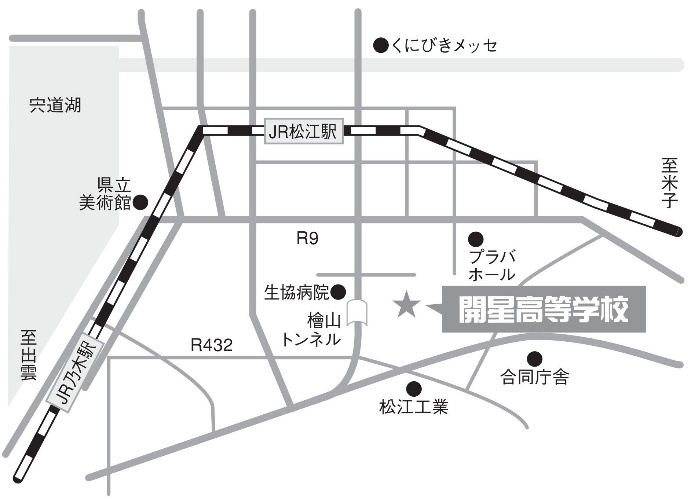 くにびきメッセ
宍道湖
JR松江駅
至米子
県立
美術館
R9
プラバ
ホール
生協病院
開星高等学校
檜山
トンネル
至出雲
R432
JR乃木駅
合同庁舎
松江工業